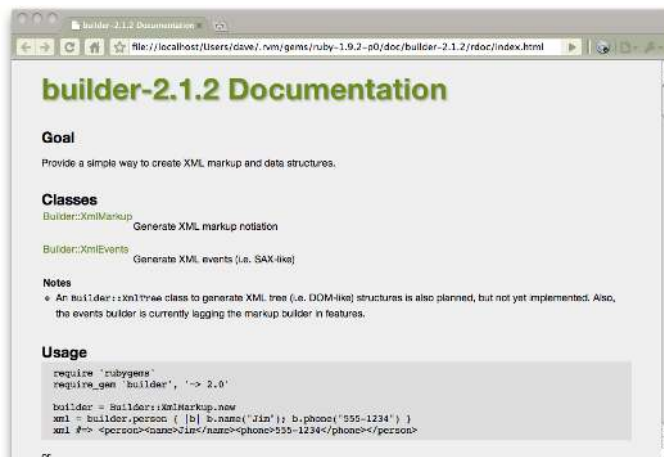 builder-2.1.2 Documentation
file://localhost/Users/dave/.rvm/gems/ruby-1.9.2-p0/doc/builder-2.1.2/rdoc/index.html
builder-2.1.2 Documentation
Goal
Provide a simple way to create XML markup and data structures.
Classes
Builder::XmlMarkup
Generate XML markup notiation
Builder::XmlEvents
Generate XML events (i.e. SAX-like)
Notes
An Builder::XmlTree class to generate XML tree (i.e. DOM-like) structures is also planned, but not yet implemented. Also,
the events builder is currently lagging the markup builder in features.
Usage
require 'rubygems'
require_gem 'builder', '~> 2.0'
builder = Builder::XmlMarkup.new
xml = builder.person { |b| b.name("Jim"); b.phone("555-1234") }
xml #=> <person><name>Jim</name><phone>555-1234</phone></person>